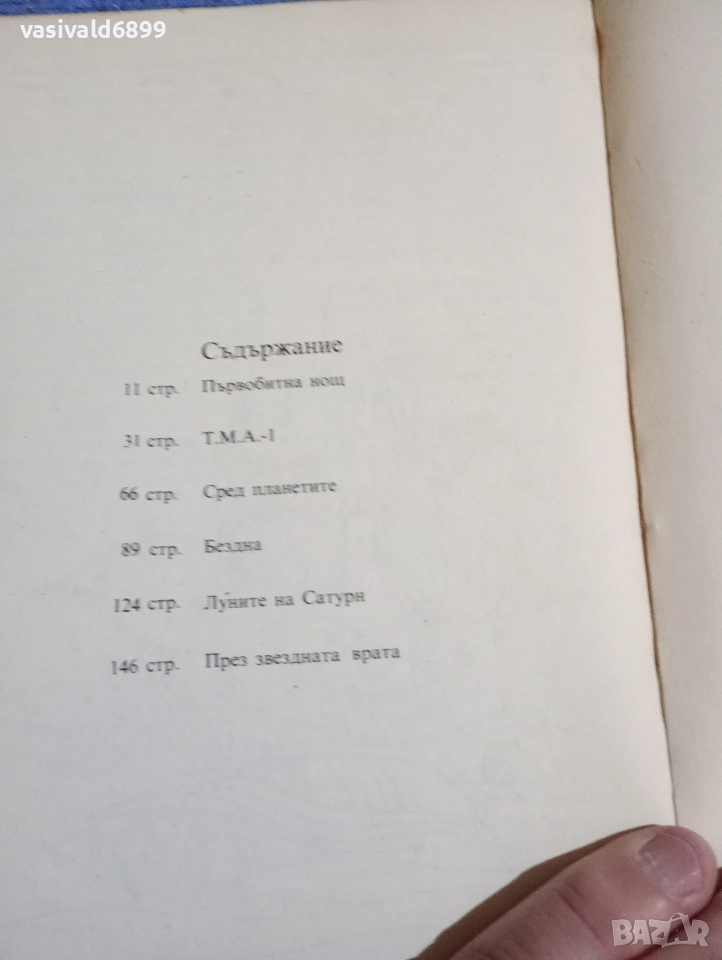 vasivald6899
Съдържание
11 стр. Първобитна нощ
31 стр. Т.М.А.-1
66 стр. Сред планетите
89 стр. Бездна
124 стр. Луните на Сатурн
146 стр. През звездната врата
BAZAR